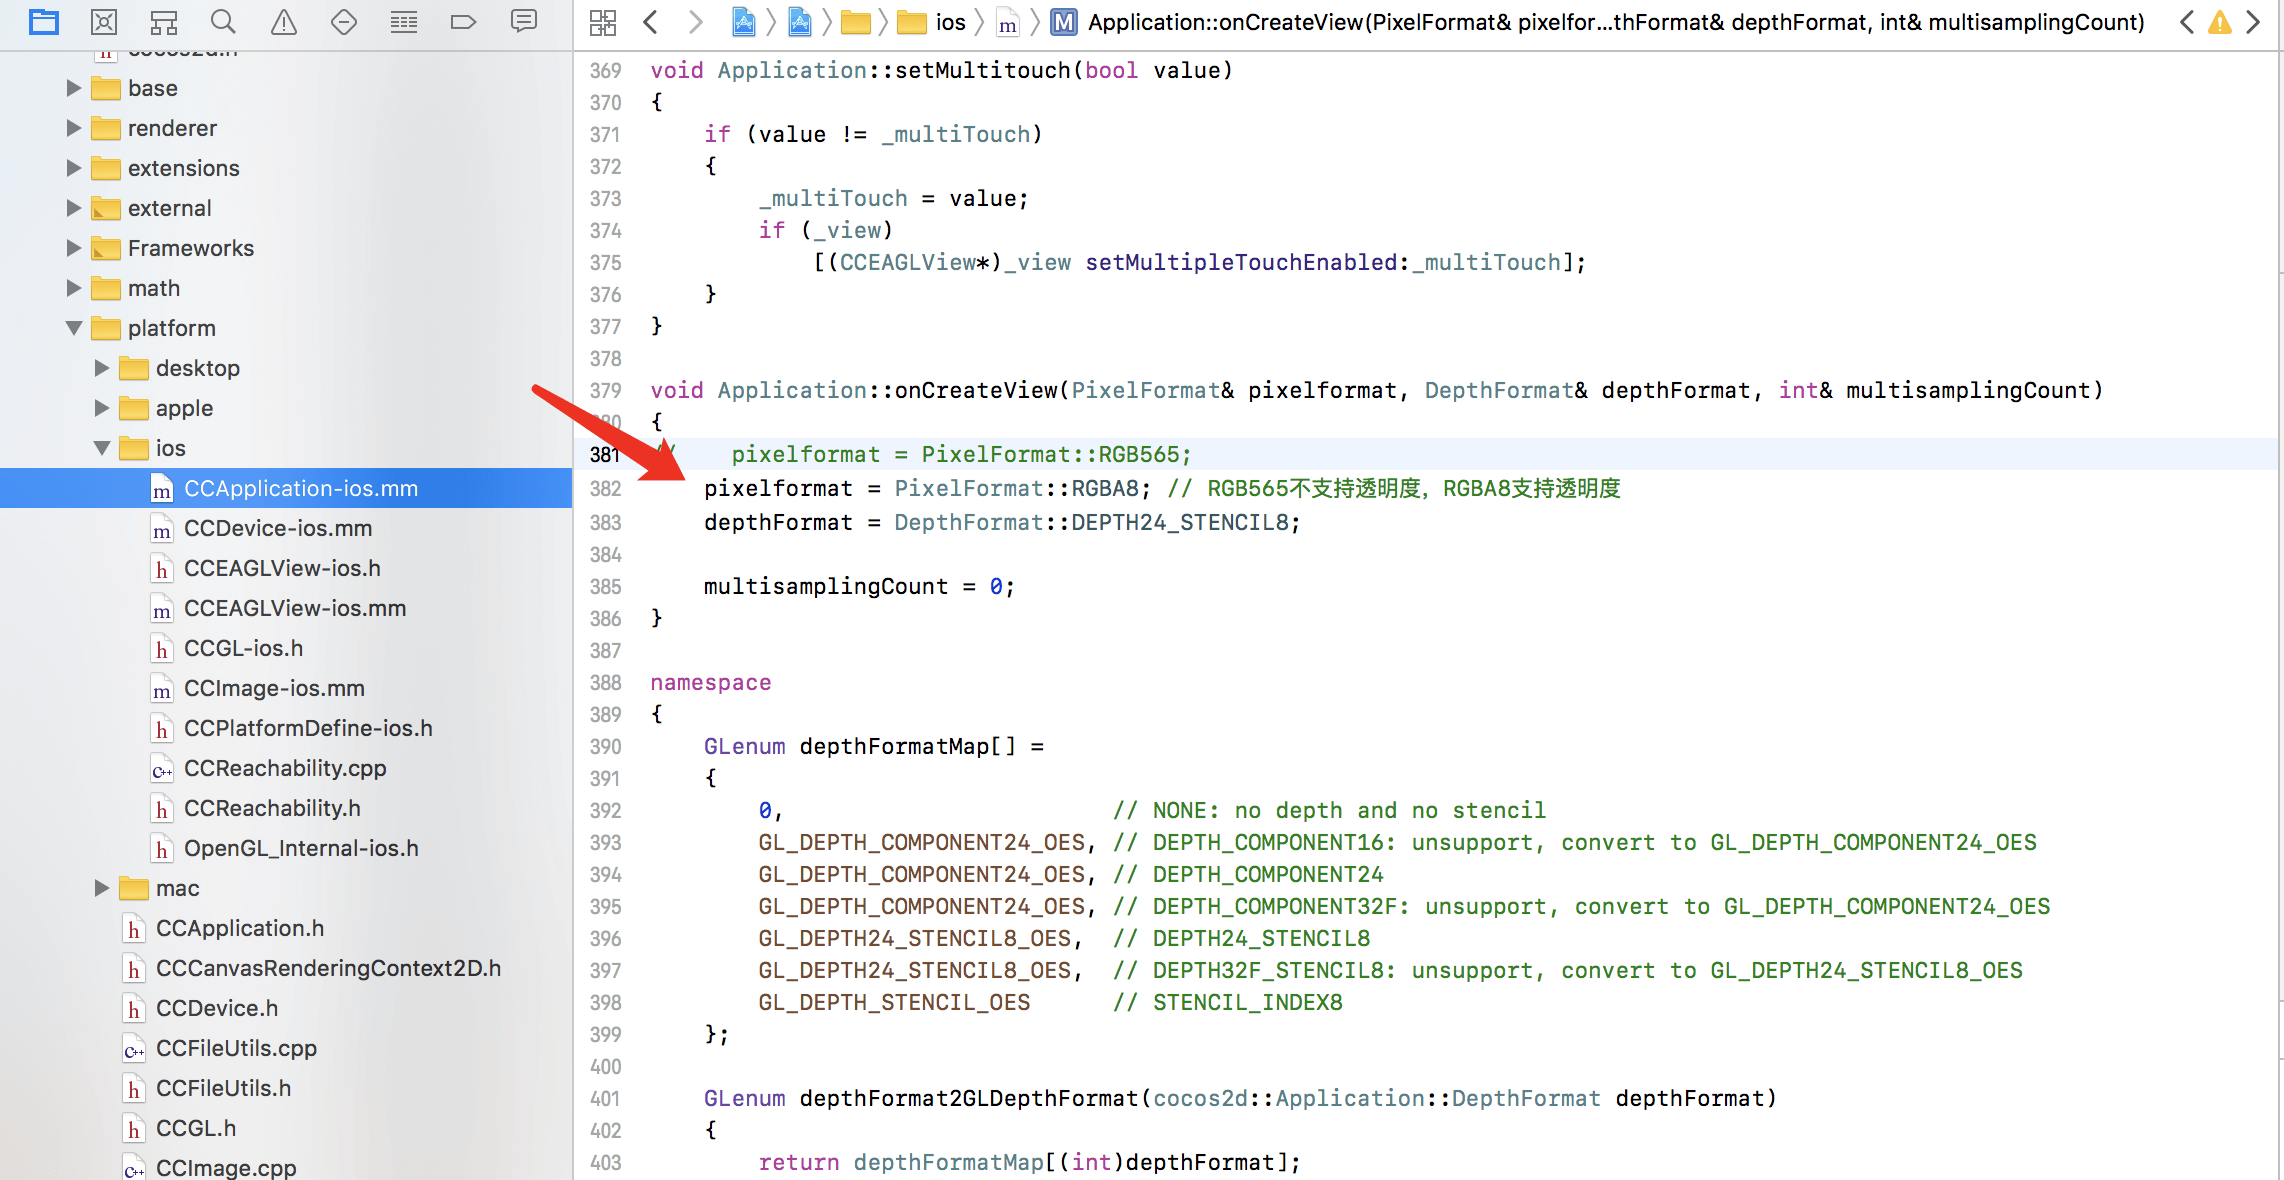 ios
m
M
Application::onCreateView(PixelFormat& pixelfor...thFormat& depthFormat, int& multisamplingCount)
h cocos2d.h
base
renderer
extensions
external
Frameworks
math
platform
desktop
apple
ios
m CCApplication-ios.mm
m CCDevice-ios.mm
h CCEAGLView-ios.h
m CCEAGLView-ios.mm
h CCGL-ios.h
m CCImage-ios.mm
h CCPlatformDefine-ios.h
c++ CCReachability.cpp
h CCReachability.h
h OpenGL_Internal-ios.h
mac
h CCApplication.h
h CCCanvasRenderingContext2D.h
h CCDevice.h
c++ CCFileUtils.cpp
h CCFileUtils.h
h CCGL.h
c++ CCImage.cpp
369 void Application::setMultitouch(bool value)
370 {
371     if (value != _multiTouch)
372     {
373         _multiTouch = value;
374         if (_view)
375             [(CCEAGLView*)_view setMultipleTouchEnabled:_multiTouch];
376     }
377 }
378
379 void Application::onCreateView(PixelFormat& pixelformat, DepthFormat& depthFormat, int& multisamplingCount)
380 {
381 //    pixelformat = PixelFormat::RGB565;
382     pixelformat = PixelFormat::RGBA8; // RGB565不支持透明度，RGBA8支持透明度
383     depthFormat = DepthFormat::DEPTH24_STENCIL8;
384
385     multisamplingCount = 0;
386 }
387
388 namespace
389 {
390     GLenum depthFormatMap[] =
391     {
392         0,                        // NONE: no depth and no stencil
393         GL_DEPTH_COMPONENT24_OES, // DEPTH_COMPONENT16: unsupport, convert to GL_DEPTH_COMPONENT24_OES
394         GL_DEPTH_COMPONENT24_OES, // DEPTH_COMPONENT24
395         GL_DEPTH_COMPONENT24_OES, // DEPTH_COMPONENT32F: unsupport, convert to GL_DEPTH_COMPONENT24_OES
396         GL_DEPTH24_STENCIL8_OES,  // DEPTH24_STENCIL8
397         GL_DEPTH24_STENCIL8_OES,  // DEPTH32F_STENCIL8: unsupport, convert to GL_DEPTH24_STENCIL8_OES
398         GL_DEPTH_STENCIL_OES      // STENCIL_INDEX8
399     };
400
401     GLenum depthFormat2GLDepthFormat(cocos2d::Application::DepthFormat depthFormat)
402     {
403         return depthFormatMap[(int)depthFormat];